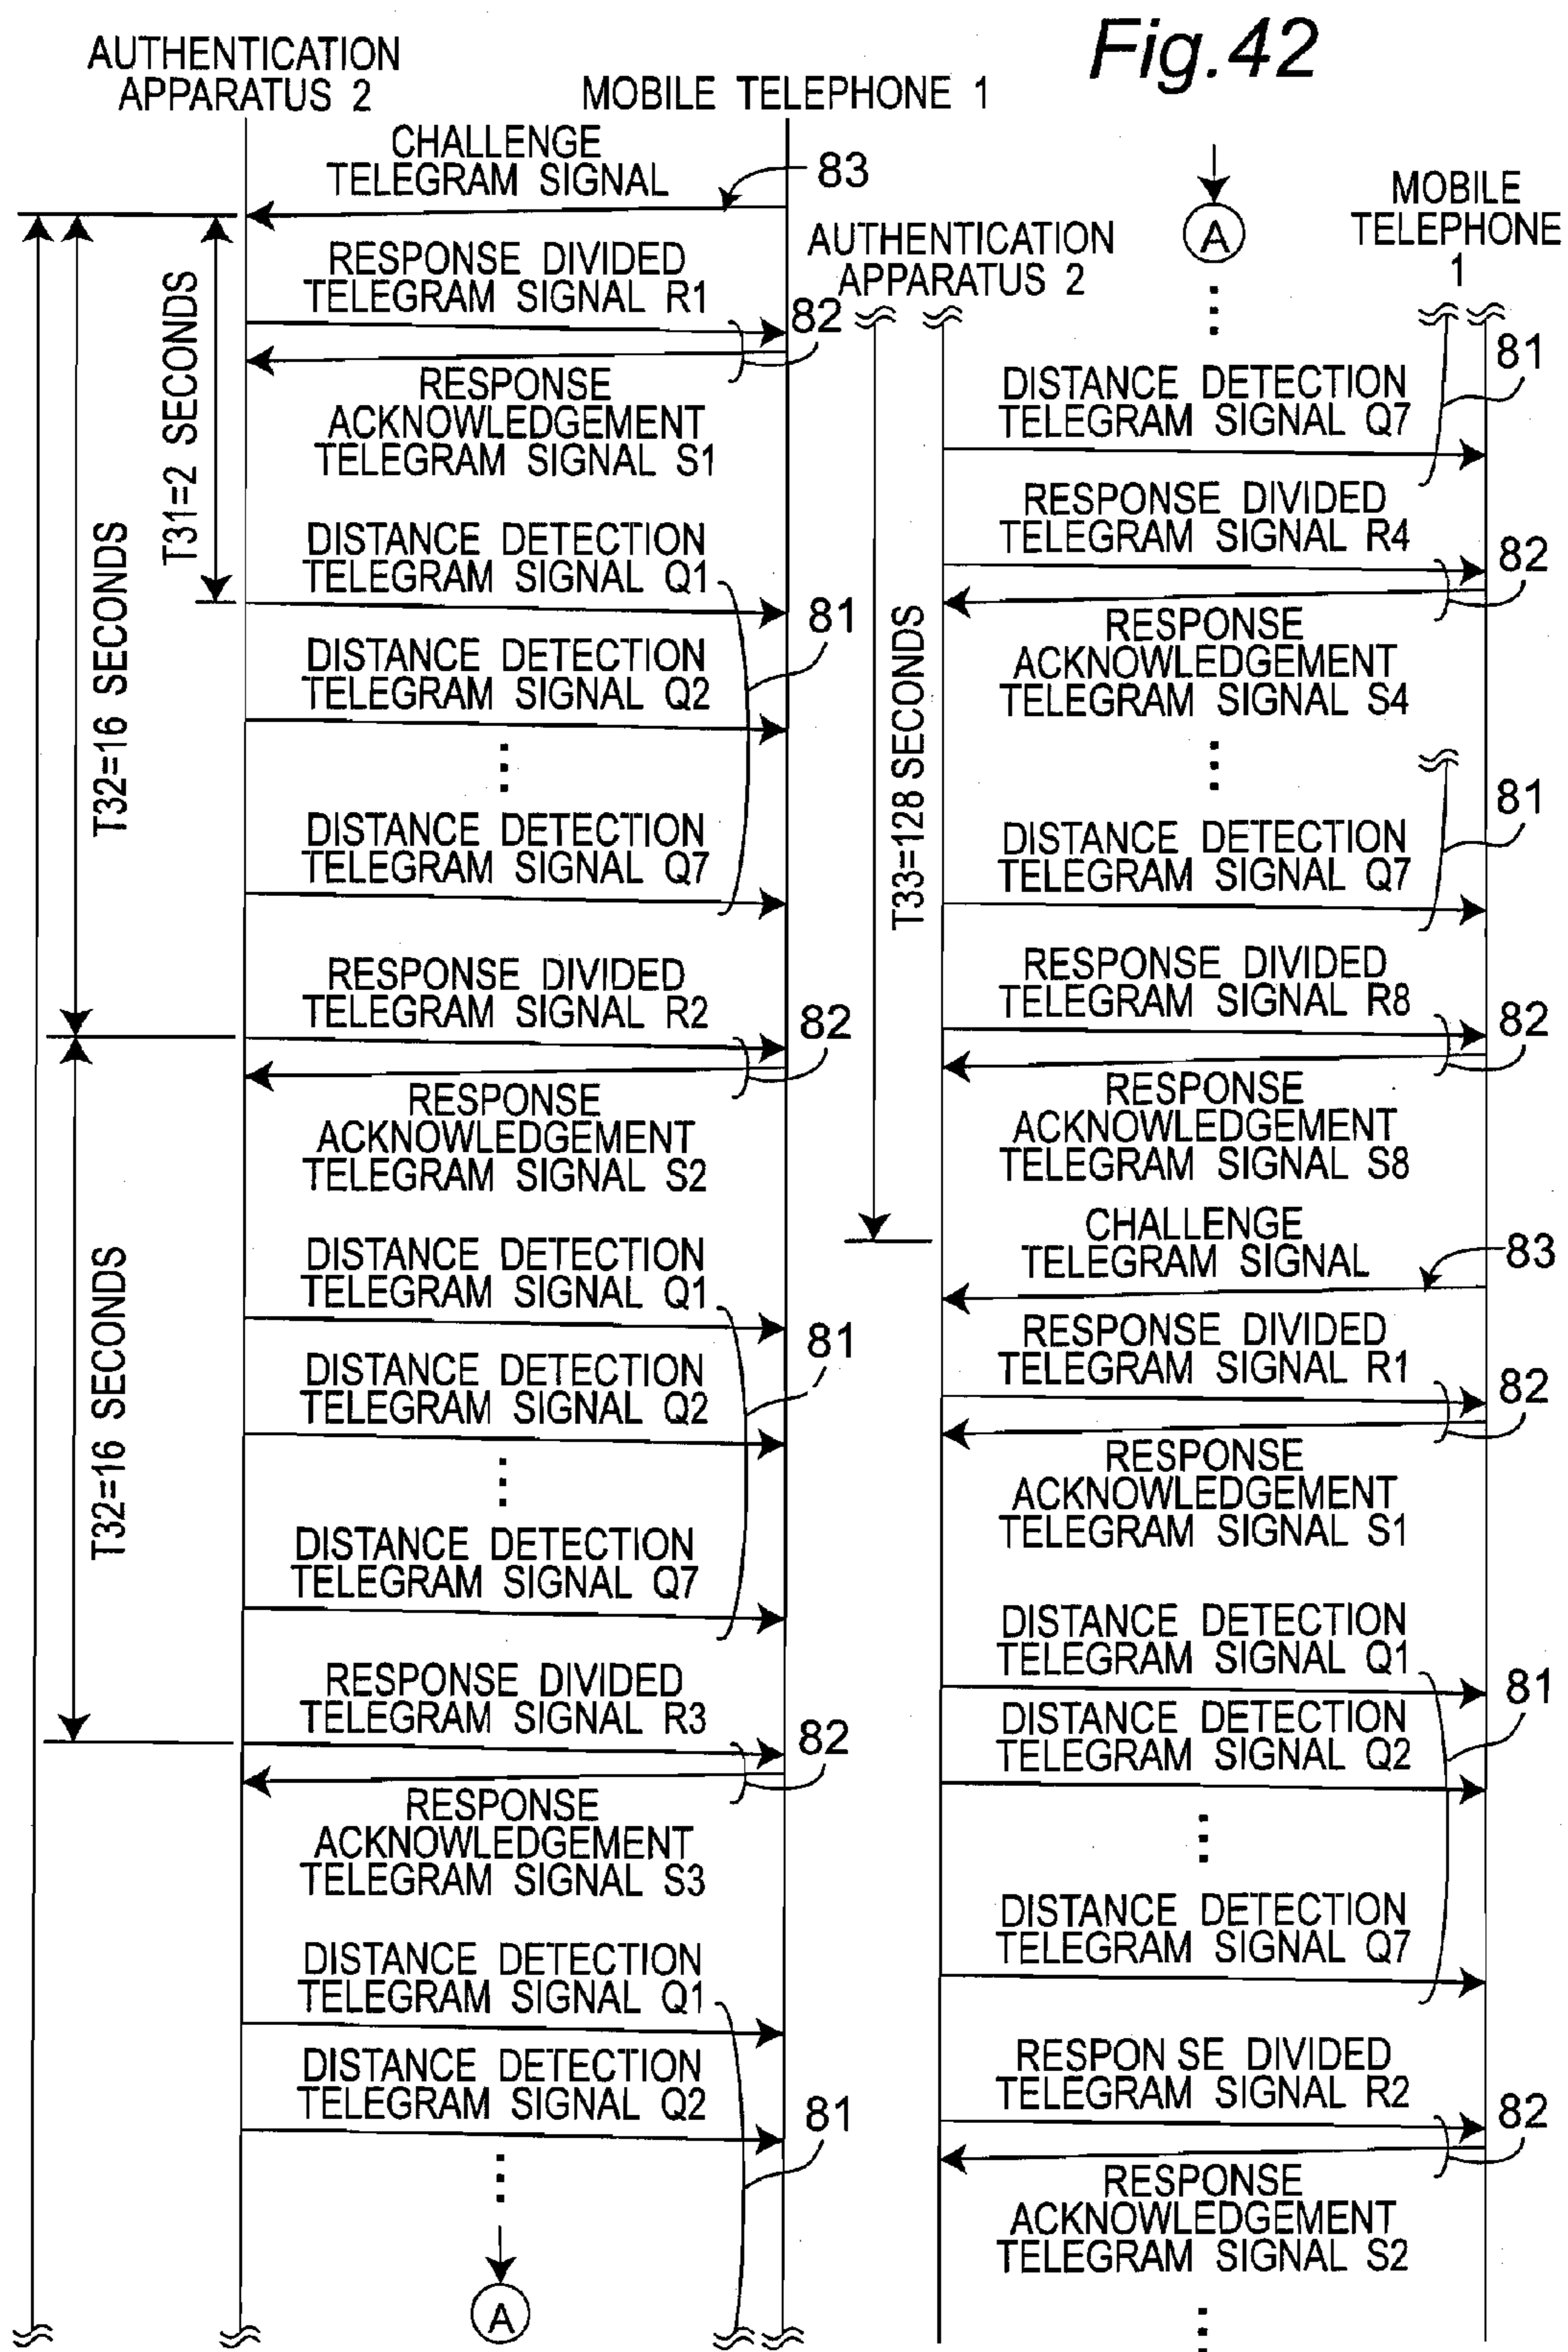 Fig.42
AUTHENTICATION
APPARATUS 2
MOBILE TELEPHONE 1
CHALLENGE
TELEGRAM SIGNAL
83
RESPONSE DIVIDED
TELEGRAM SIGNAL R1
82
RESPONSE
ACKNOWLEDGEMENT
TELEGRAM SIGNAL S1
T31=2 SECONDS
T32=16 SECONDS
DISTANCE DETECTION
TELEGRAM SIGNAL Q1
81
DISTANCE DETECTION
TELEGRAM SIGNAL Q2
DISTANCE DETECTION
TELEGRAM SIGNAL Q7
RESPONSE DIVIDED
TELEGRAM SIGNAL R2
82
RESPONSE
ACKNOWLEDGEMENT
TELEGRAM SIGNAL S2
T32=16 SECONDS
DISTANCE DETECTION
TELEGRAM SIGNAL Q1
81
DISTANCE DETECTION
TELEGRAM SIGNAL Q2
DISTANCE DETECTION
TELEGRAM SIGNAL Q7
RESPONSE DIVIDED
TELEGRAM SIGNAL R3
82
RESPONSE
ACKNOWLEDGEMENT
TELEGRAM SIGNAL S3
DISTANCE DETECTION
TELEGRAM SIGNAL Q1
DISTANCE DETECTION
TELEGRAM SIGNAL Q2
81
A
A
AUTHENTICATION
APPARATUS 2
MOBILE
TELEPHONE
1
T33=128 SECONDS
81
DISTANCE DETECTION
TELEGRAM SIGNAL Q7
RESPONSE DIVIDED
TELEGRAM SIGNAL R4
82
RESPONSE
ACKNOWLEDGEMENT
TELEGRAM SIGNAL S4
81
DISTANCE DETECTION
TELEGRAM SIGNAL Q7
RESPONSE DIVIDED
TELEGRAM SIGNAL R8
82
RESPONSE
ACKNOWLEDGEMENT
TELEGRAM SIGNAL S8
CHALLENGE
TELEGRAM SIGNAL
83
RESPONSE DIVIDED
TELEGRAM SIGNAL R1
82
RESPONSE
ACKNOWLEDGEMENT
TELEGRAM SIGNAL S1
DISTANCE DETECTION
TELEGRAM SIGNAL Q1
81
DISTANCE DETECTION
TELEGRAM SIGNAL Q2
DISTANCE DETECTION
TELEGRAM SIGNAL Q7
RESPON SE DIVIDED
TELEGRAM SIGNAL R2
82
RESPONSE
ACKNOWLEDGEMENT
TELEGRAM SIGNAL S2